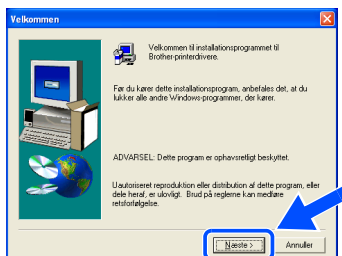 Velkommen
Velkommen til installationsprogrammet til
Brother-printerdrivere.
Før du kører dette installationsprogram, anbefales det, at du
lukker alle andre Windows-programmer, der kører.
ADVARSEL: Dette program er ophavsretligt beskyttet.
Uautoriseret reproduktion eller distribution af dette program, eller
dele heraf, er ulovligt. Brud på reglerne kan medføre
retsforfølgelse.
Næste >
Annuller